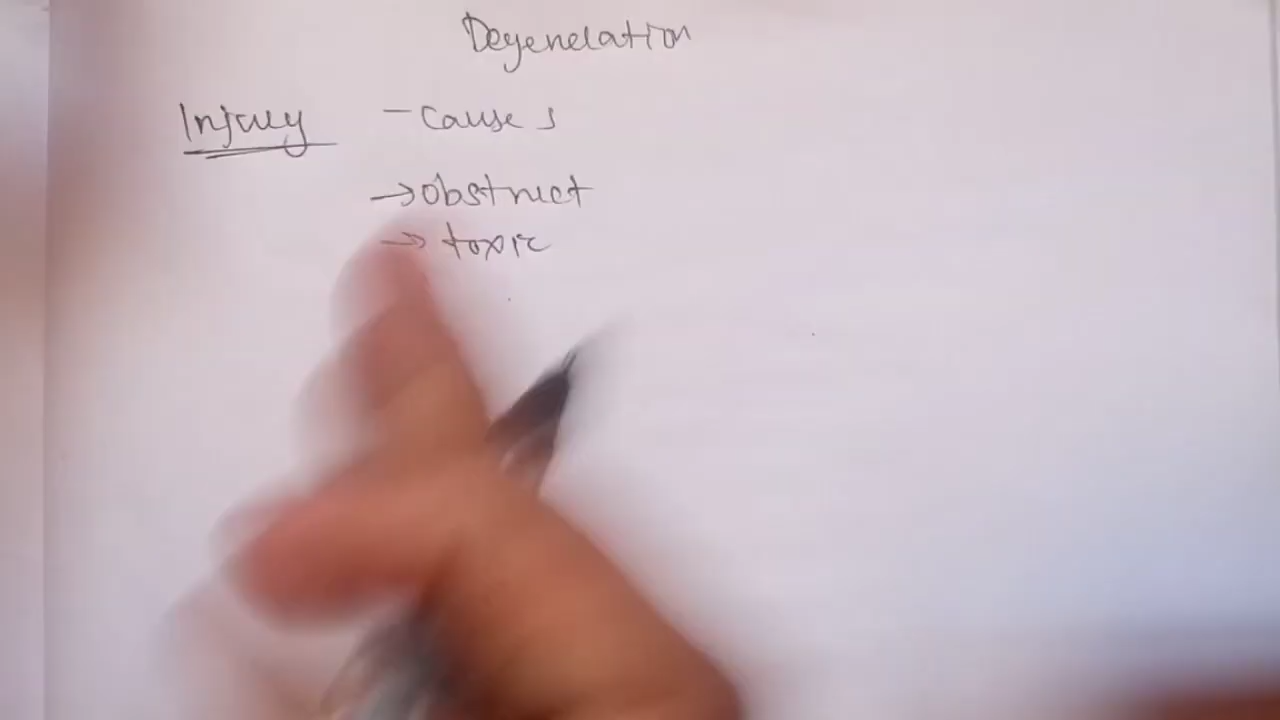 Degeneration
Injury - Causes
→ obstruct
→ toxic